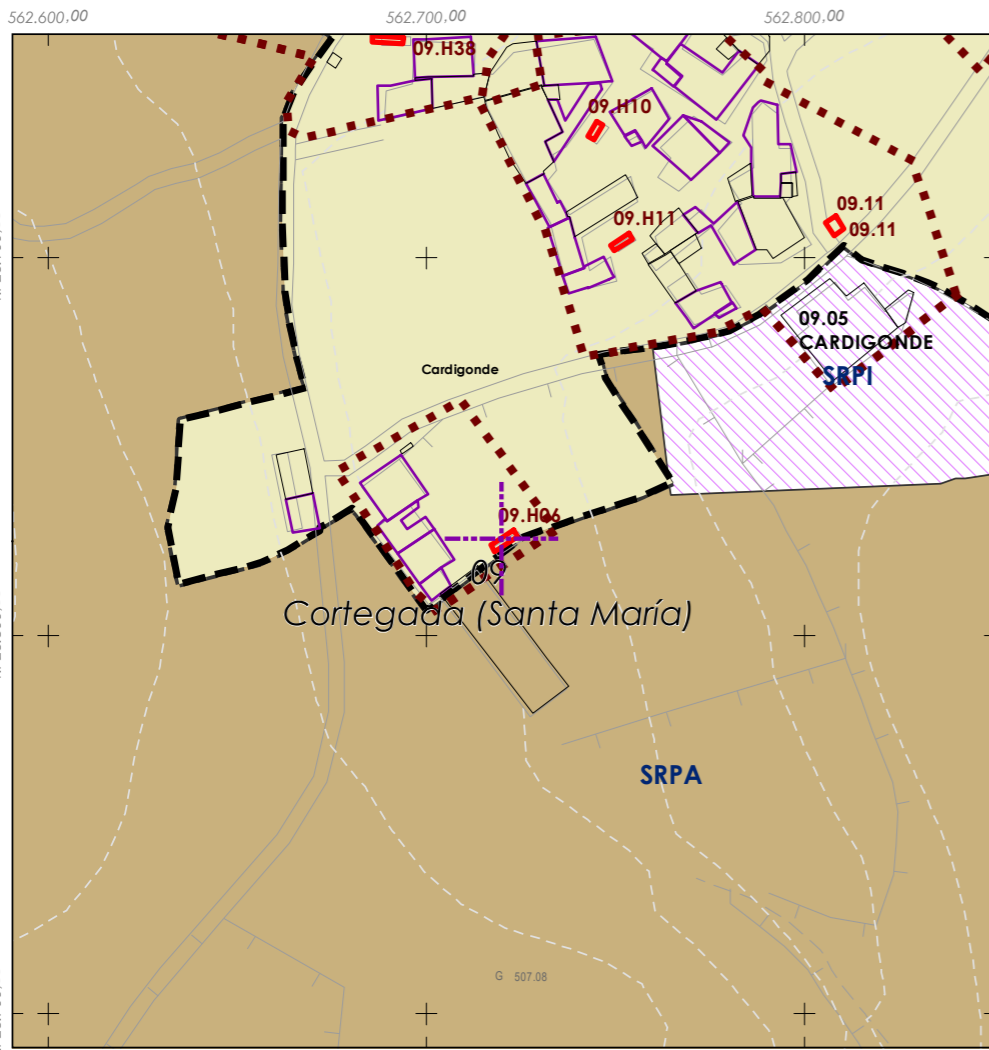 562.600,00 562.700,00 562.800,00
09.H38
09.H10
09.H11
09.11
09.11
09.05
CARDIGONDE
SRPI
Cardigonde
09.H06
09
Cortegada (Santa María)
SRPA
G 507.08